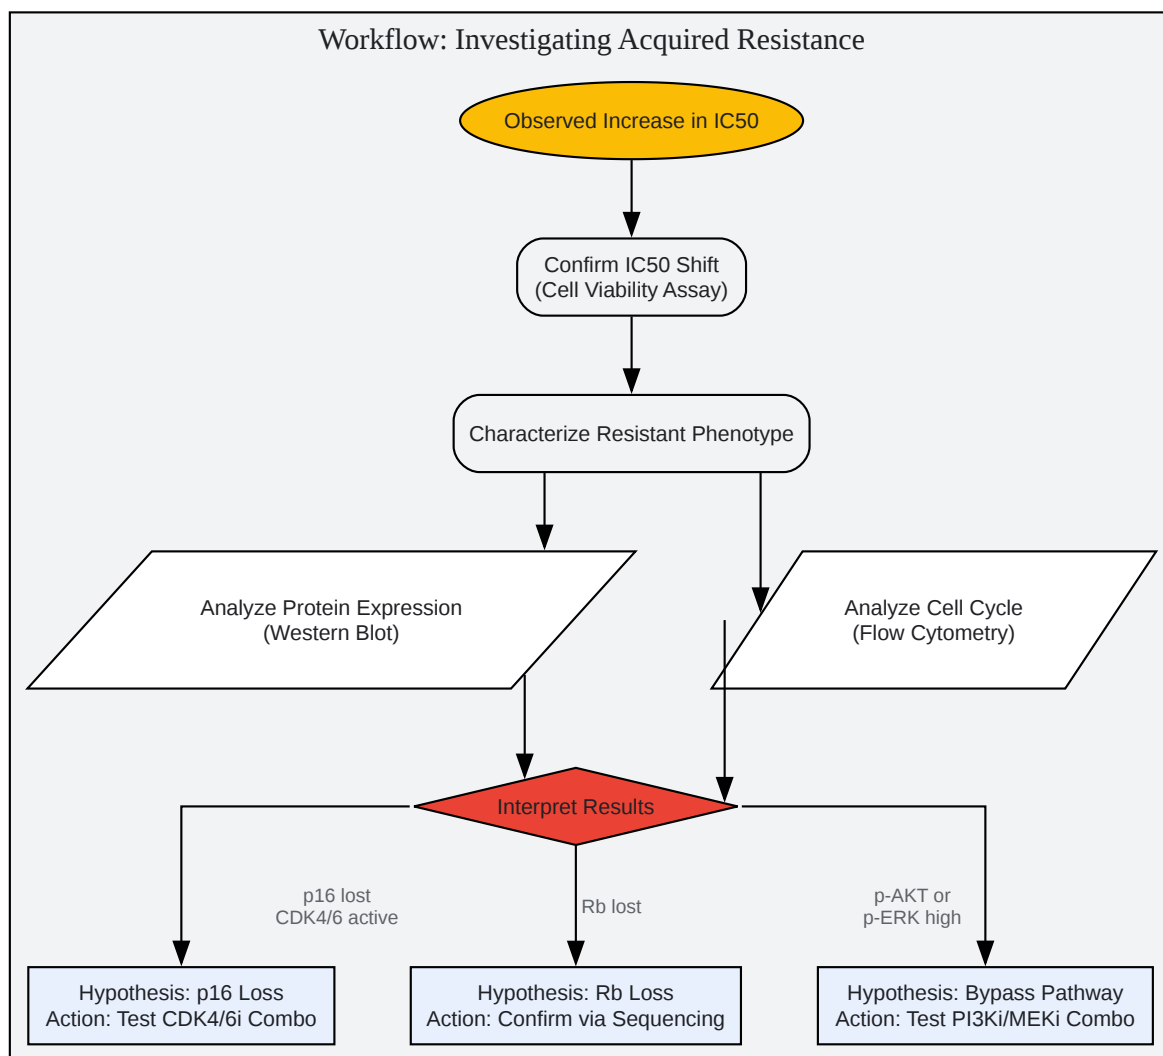 Workflow: Investigating Acquired Resistance
Observed Increase in IC50
Confirm IC50 Shift
(Cell Viability Assay)
Characterize Resistant Phenotype
Analyze Protein Expression
(Western Blot)
Analyze Cell Cycle
(Flow Cytometry)
Interpret Results
p16 lost
CDK4/6 active
Rb lost
p-AKT or
p-ERK high
Hypothesis: p16 Loss
Action: Test CDK4/6i Combo
Hypothesis: Rb Loss
Action: Confirm via Sequencing
Hypothesis: Bypass Pathway
Action: Test PI3Ki/MEKi Combo